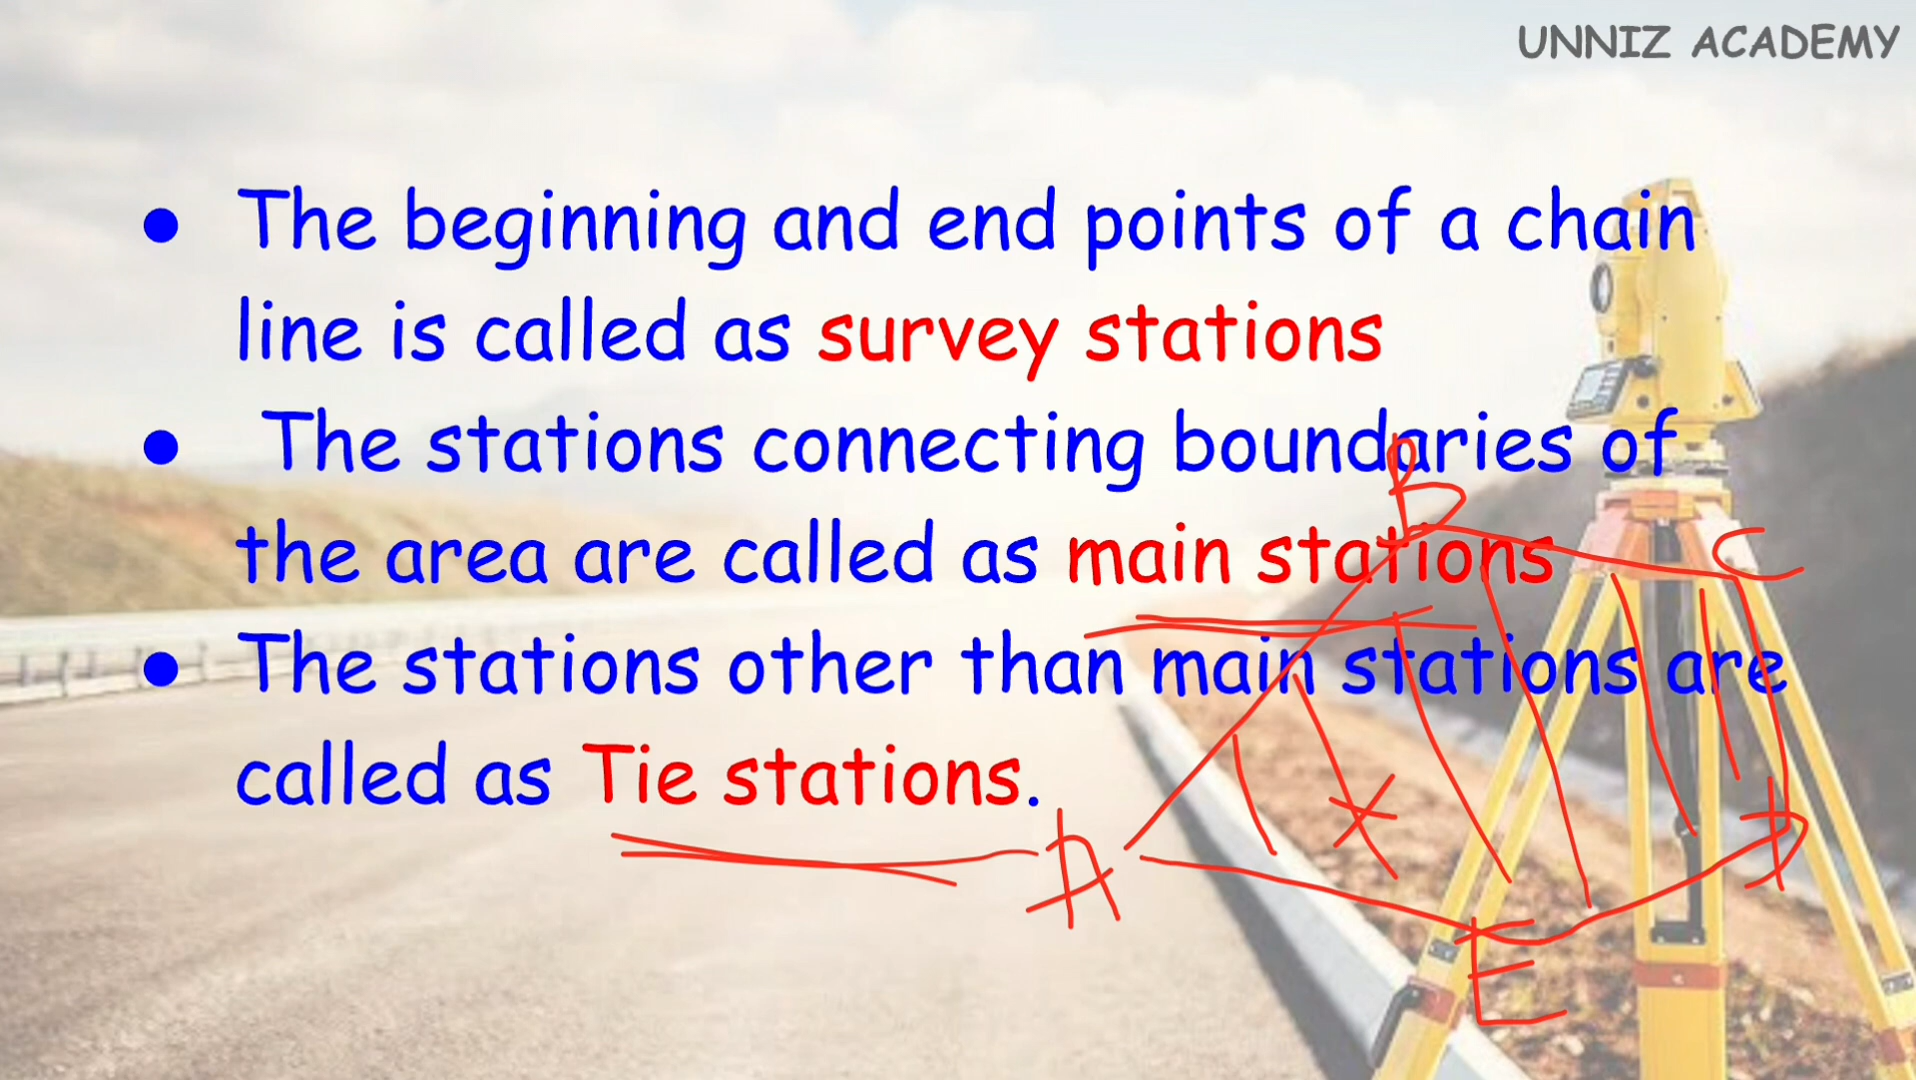 UNNIZ ACADEMY
● The beginning and end points of a chain
line is called as survey stations
● The stations connecting boundaries of
the area are called as main stations
● The stations other than main stations are
called as Tie stations.
B
C
A
D
E